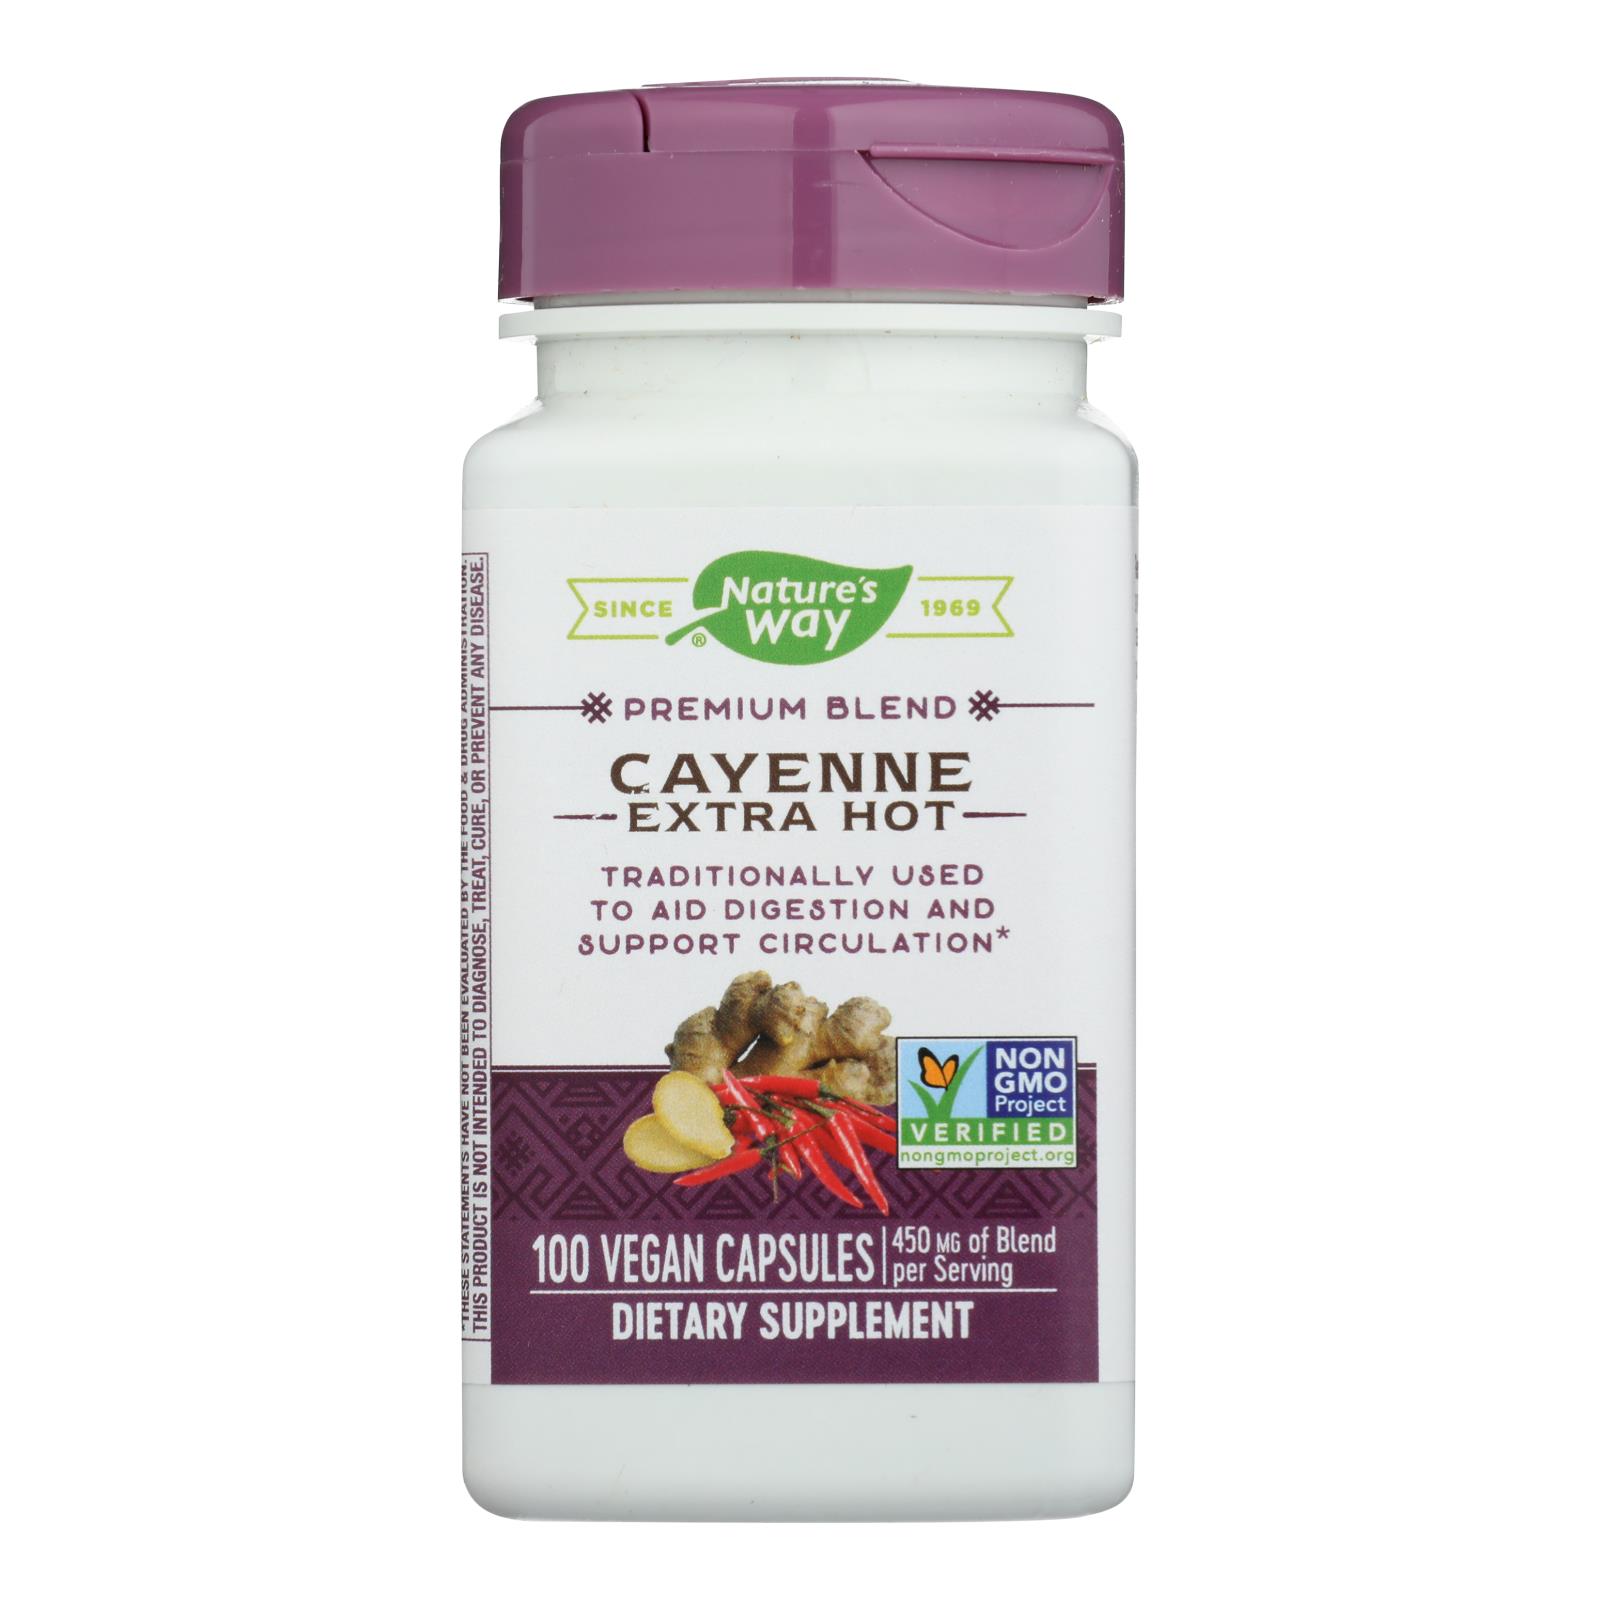 SINCE
Nature's
Way
®
1969
PREMIUM BLEND
CAYENNE
EXTRA HOT
TRADITIONALLY USED
TO AID DIGESTION AND
SUPPORT CIRCULATION*
NON
GMO
Project
VERIFIED
nongmoproject.org
100 VEGAN CAPSULES
450 MG of Blend
per Serving
DIETARY SUPPLEMENT
*THESE STATEMENTS HAVE NOT BEEN EVALUATED BY THE FOOD & DRUG ADMINISTRATION.
THIS PRODUCT IS NOT INTENDED TO DIAGNOSE, TREAT, CURE, OR PREVENT ANY DISEASE.